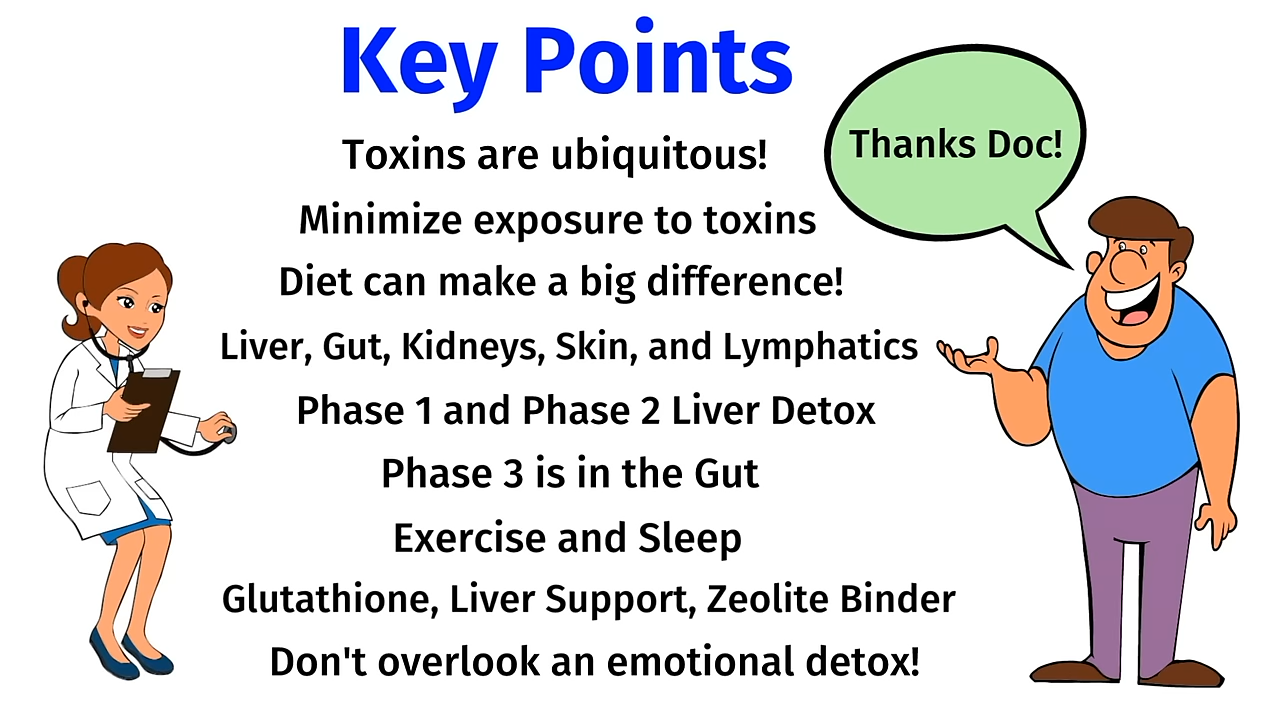 Key Points
Thanks Doc!
Toxins are ubiquitous!
Minimize exposure to toxins
Diet can make a big difference!
Liver, Gut, Kidneys, Skin, and Lymphatics
Phase 1 and Phase 2 Liver Detox
Phase 3 is in the Gut
Exercise and Sleep
Glutathione, Liver Support, Zeolite Binder
Don't overlook an emotional detox!